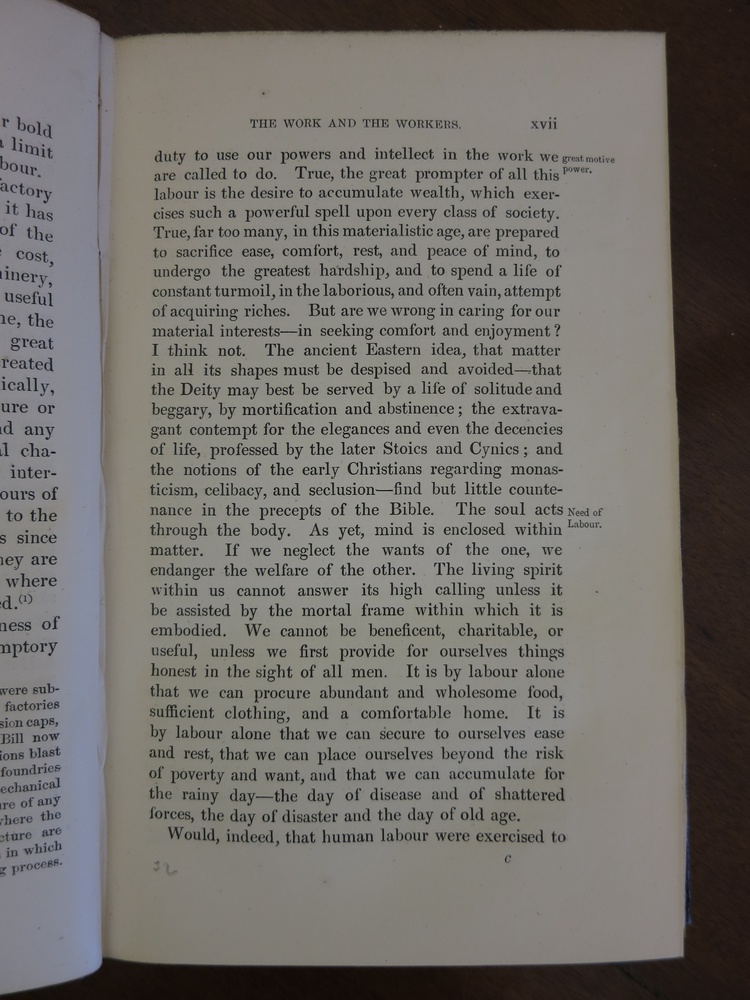 r bold
a limit
bour.
actory
it has
of the
cost,
inery,
useful
ne, the
great
reated
ically,
ure or
nd any
al cha-
inter-
ours of
to the
s since
hey are
where
ed.(1)
ness of
mptory
were sub-
factories
sion caps,
Bill now
ions blast
foundries
echanical
ure of any
where the
cture are
in which
g process.
THE WORK AND THE WORKERS. xvii
duty to use our powers and intellect in the work we great motive
are called to do. True, the great prompter of all this power.
labour is the desire to accumulate wealth, which exer-
cises such a powerful spell upon every class of society.
True, far too many, in this materialistic age, are prepared
to sacrifice ease, comfort, rest, and peace of mind, to
undergo the greatest hardship, and to spend a life of
constant turmoil, in the laborious, and often vain, attempt
of acquiring riches. But are we wrong in caring for our
material interests—in seeking comfort and enjoyment?
I think not. The ancient Eastern idea, that matter
in all its shapes must be despised and avoided—that
the Deity may best be served by a life of solitude and
beggary, by mortification and abstinence; the extrava-
gant contempt for the elegances and even the decencies
of life, professed by the later Stoics and Cynics; and
the notions of the early Christians regarding monas-
ticism, celibacy, and seclusion—find but little counte-
nance in the precepts of the Bible. The soul acts Need of
through the body. As yet, mind is enclosed within Labour.
matter. If we neglect the wants of the one, we
endanger the welfare of the other. The living spirit
within us cannot answer its high calling unless it
be assisted by the mortal frame within which it is
embodied. We cannot be beneficent, charitable, or
useful, unless we first provide for ourselves things
honest in the sight of all men. It is by labour alone
that we can procure abundant and wholesome food,
sufficient clothing, and a comfortable home. It is
by labour alone that we can secure to ourselves ease
and rest, that we can place ourselves beyond the risk
of poverty and want, and that we can accumulate for
the rainy day—the day of disease and of shattered
forces, the day of disaster and the day of old age.
Would, indeed, that human labour were exercised to
c